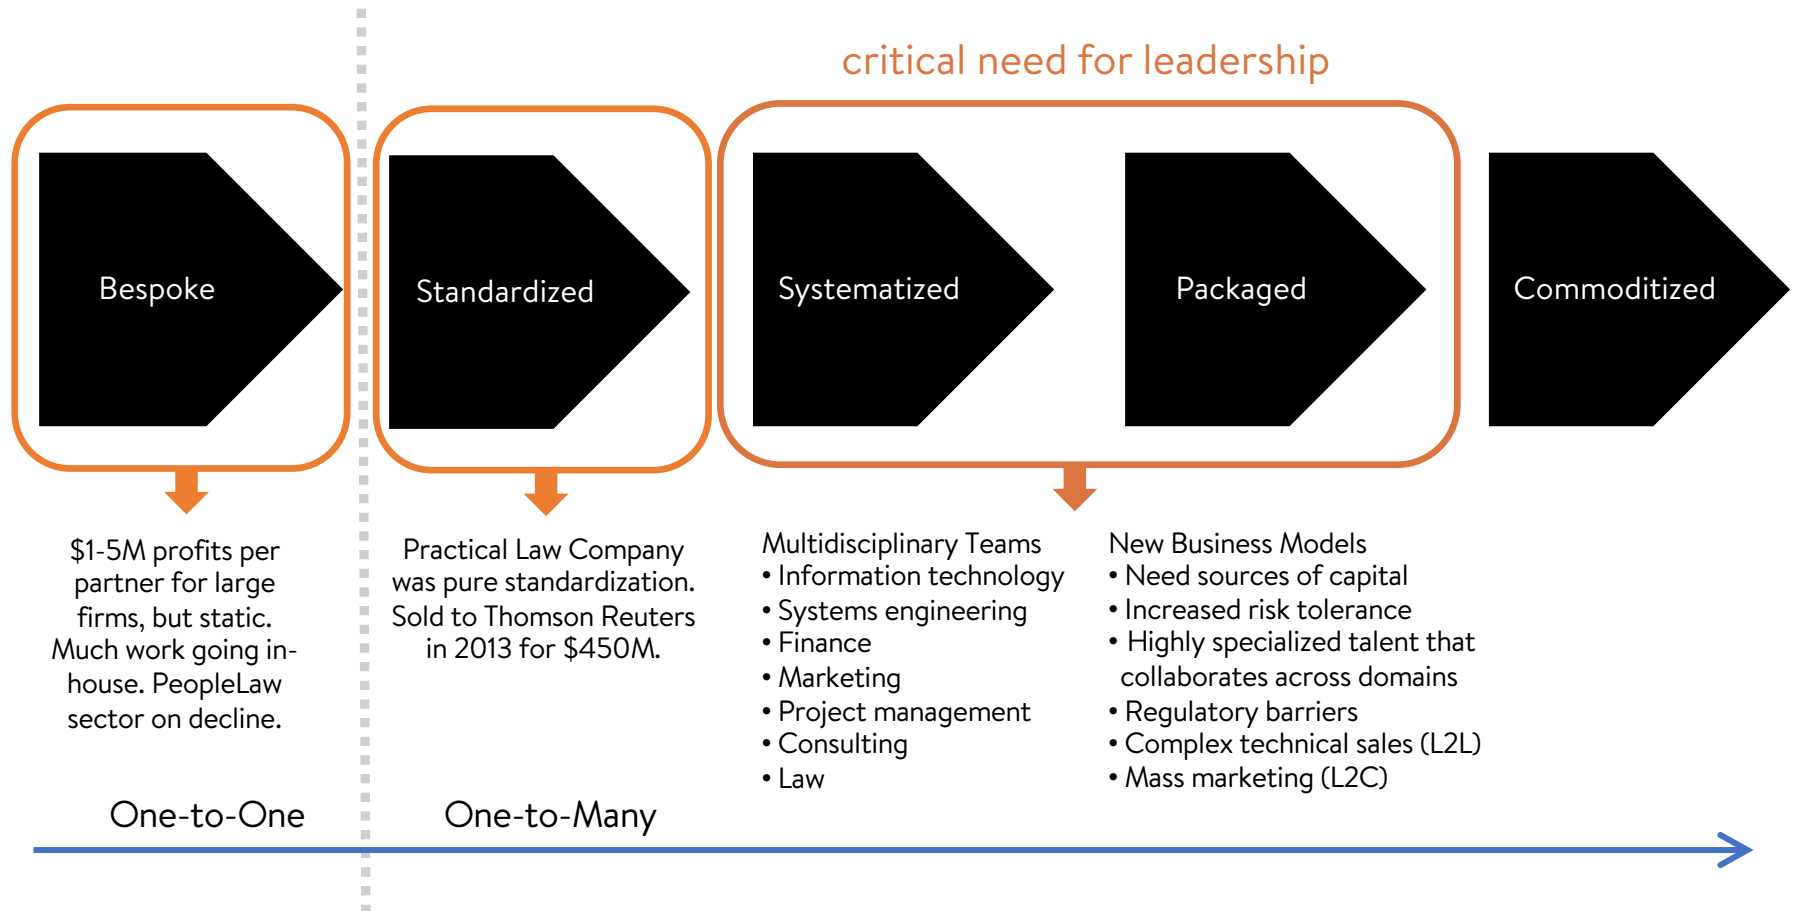 critical need for leadership
Bespoke
Standardized
Systematized
Packaged
Commoditized
$1-5M profits per
partner for large
firms, but static.
Much work going in-
house. PeopleLaw
sector on decline.
Practical Law Company
was pure standardization.
Sold to Thomson Reuters
in 2013 for $450M.
Multidisciplinary Teams
• Information technology
• Systems engineering
• Finance
• Marketing
• Project management
• Consulting
• Law
New Business Models
• Need sources of capital
• Increased risk tolerance
• Highly specialized talent that
collaborates across domains
• Regulatory barriers
• Complex technical sales (L2L)
• Mass marketing (L2C)
One-to-One
One-to-Many